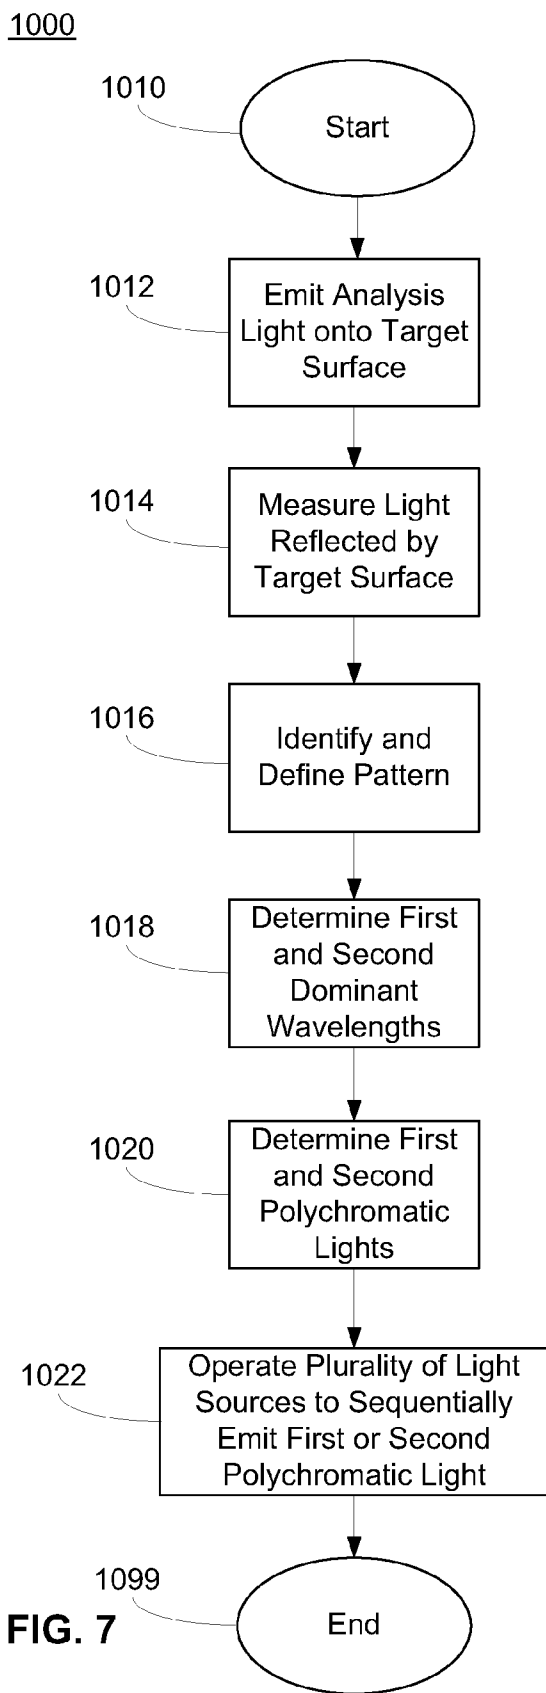 1000
1010
Start
1012
Emit Analysis
Light onto Target
Surface
1014
Measure Light
Reflected by
Target Surface
1016
Identify and
Define Pattern
1018
Determine First
and Second
Dominant
Wavelengths
1020
Determine First
and Second
Polychromatic
Lights
1022
Operate Plurality of Light
Sources to Sequentially
Emit First or Second
Polychromatic Light
1099
End
FIG. 7